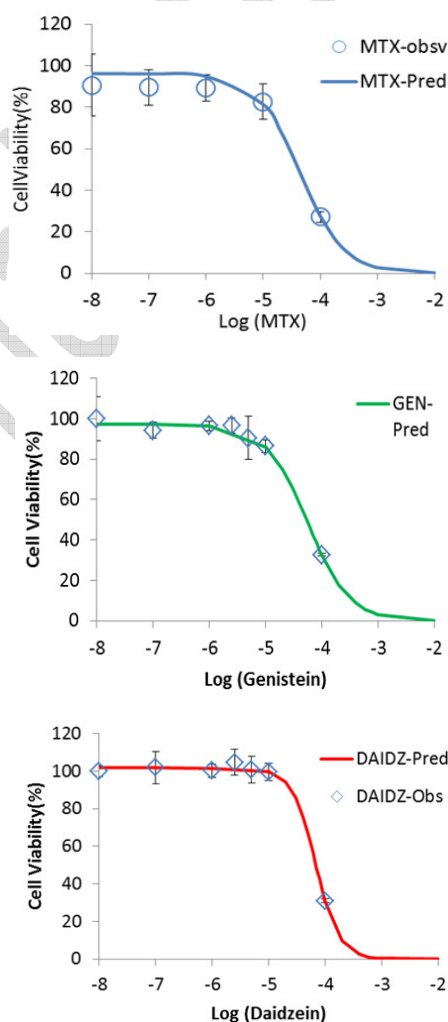 120
100
80
60
40
20
0
CellViability(%)
MTX-obsv
MTX-Pred
-8 -7 -6 -5 -4 -3 -2
Log (MTX)
120
100
80
60
40
20
0
Cell Viability(%)
GEN-
Pred
-8 -7 -6 -5 -4 -3 -2
Log (Genistein)
120
100
80
60
40
20
0
Cell Viability(%)
DAIDZ-Pred
DAIDZ-Obs
-8 -7 -6 -5 -4 -3 -2
Log (Daidzein)